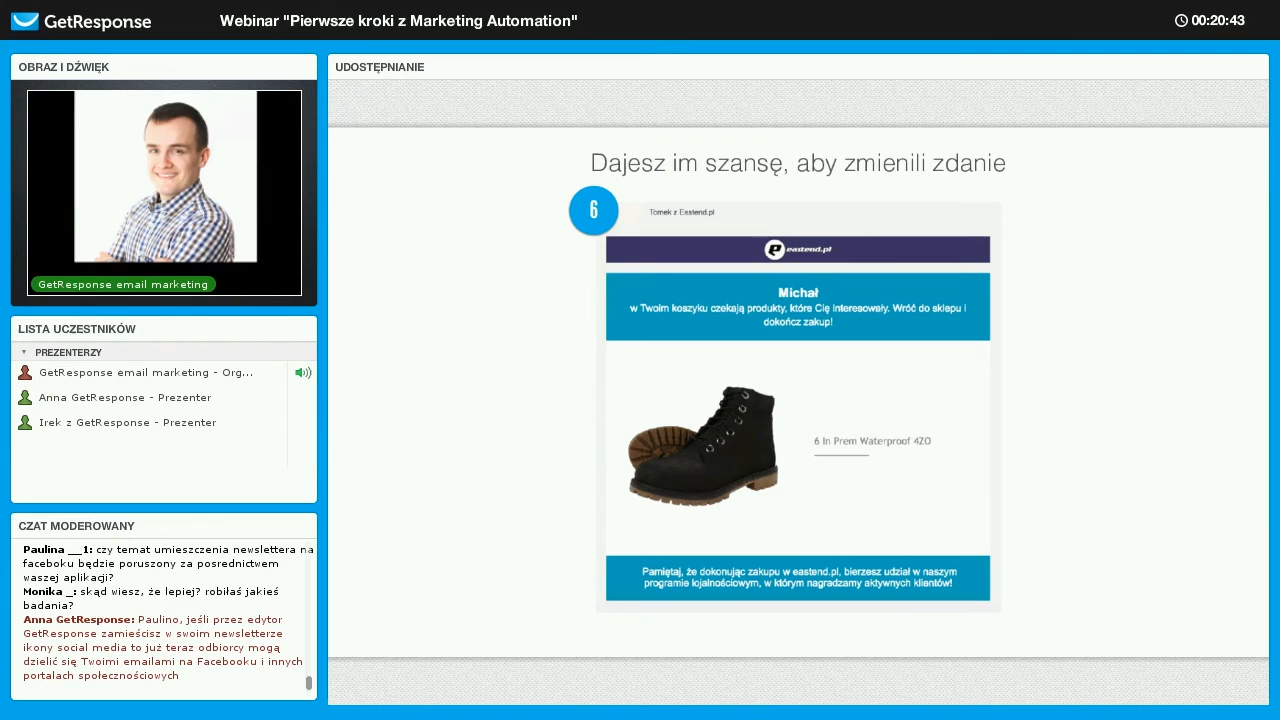 GetResponse
Webinar "Pierwsze kroki z Marketing Automation"
00:20:43
OBRAZ I DŹWIĘK
GetResponse email marketing
LISTA UCZESTNIKÓW
PREZENTERZY
GetResponse email marketing - Org...
Anna GetResponse - Prezenter
Irek z GetResponse - Prezenter
CZAT MODEROWANY
Paulina __1: czy temat umieszczenia newslettera na
faceboku będzie poruszony za posrednictwem
waszej aplikacji?
Monika _: skąd wiesz, że lepiej? robiłaś jakieś
badania?
Anna GetResponse: Paulino, jeśli przez edytor
GetResponse zamieścisz w swoim newsletterze
ikony social media to już teraz odbiorcy mogą
dzielić się Twoimi emailami na Facebooku i innych
portalach społecznościowych
UDOSTĘPNIANIE
Dajesz im szansę, aby zmienili zdanie
6
Tomek z Eastend.pl
eastend.pl
Michał
w Twoim koszyku czekają produkty, które Cię interesowały. Wróć do sklepu i
dokończ zakup!
6 In Prem Waterproof 4ZO
Pamiętaj, że dokonując zakupu w eastend.pl, bierzesz udział w naszym
programie lojalnościowym, w którym nagradzamy aktywnych klientów!